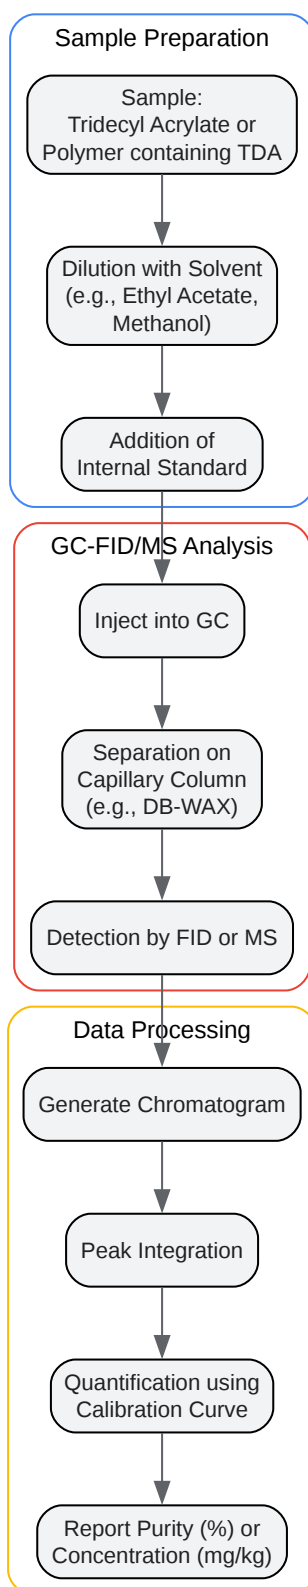 Sample Preparation
Sample:
Tridecyl Acrylate or
Polymer containing TDA
Dilution with Solvent
(e.g., Ethyl Acetate,
Methanol)
Addition of
Internal Standard
GC-FID/MS Analysis
Inject into GC
Separation on
Capillary Column
(e.g., DB-WAX)
Detection by FID or MS
Data Processing
Generate Chromatogram
Peak Integration
Quantification using
Calibration Curve
Report Purity (%) or
Concentration (mg/kg)